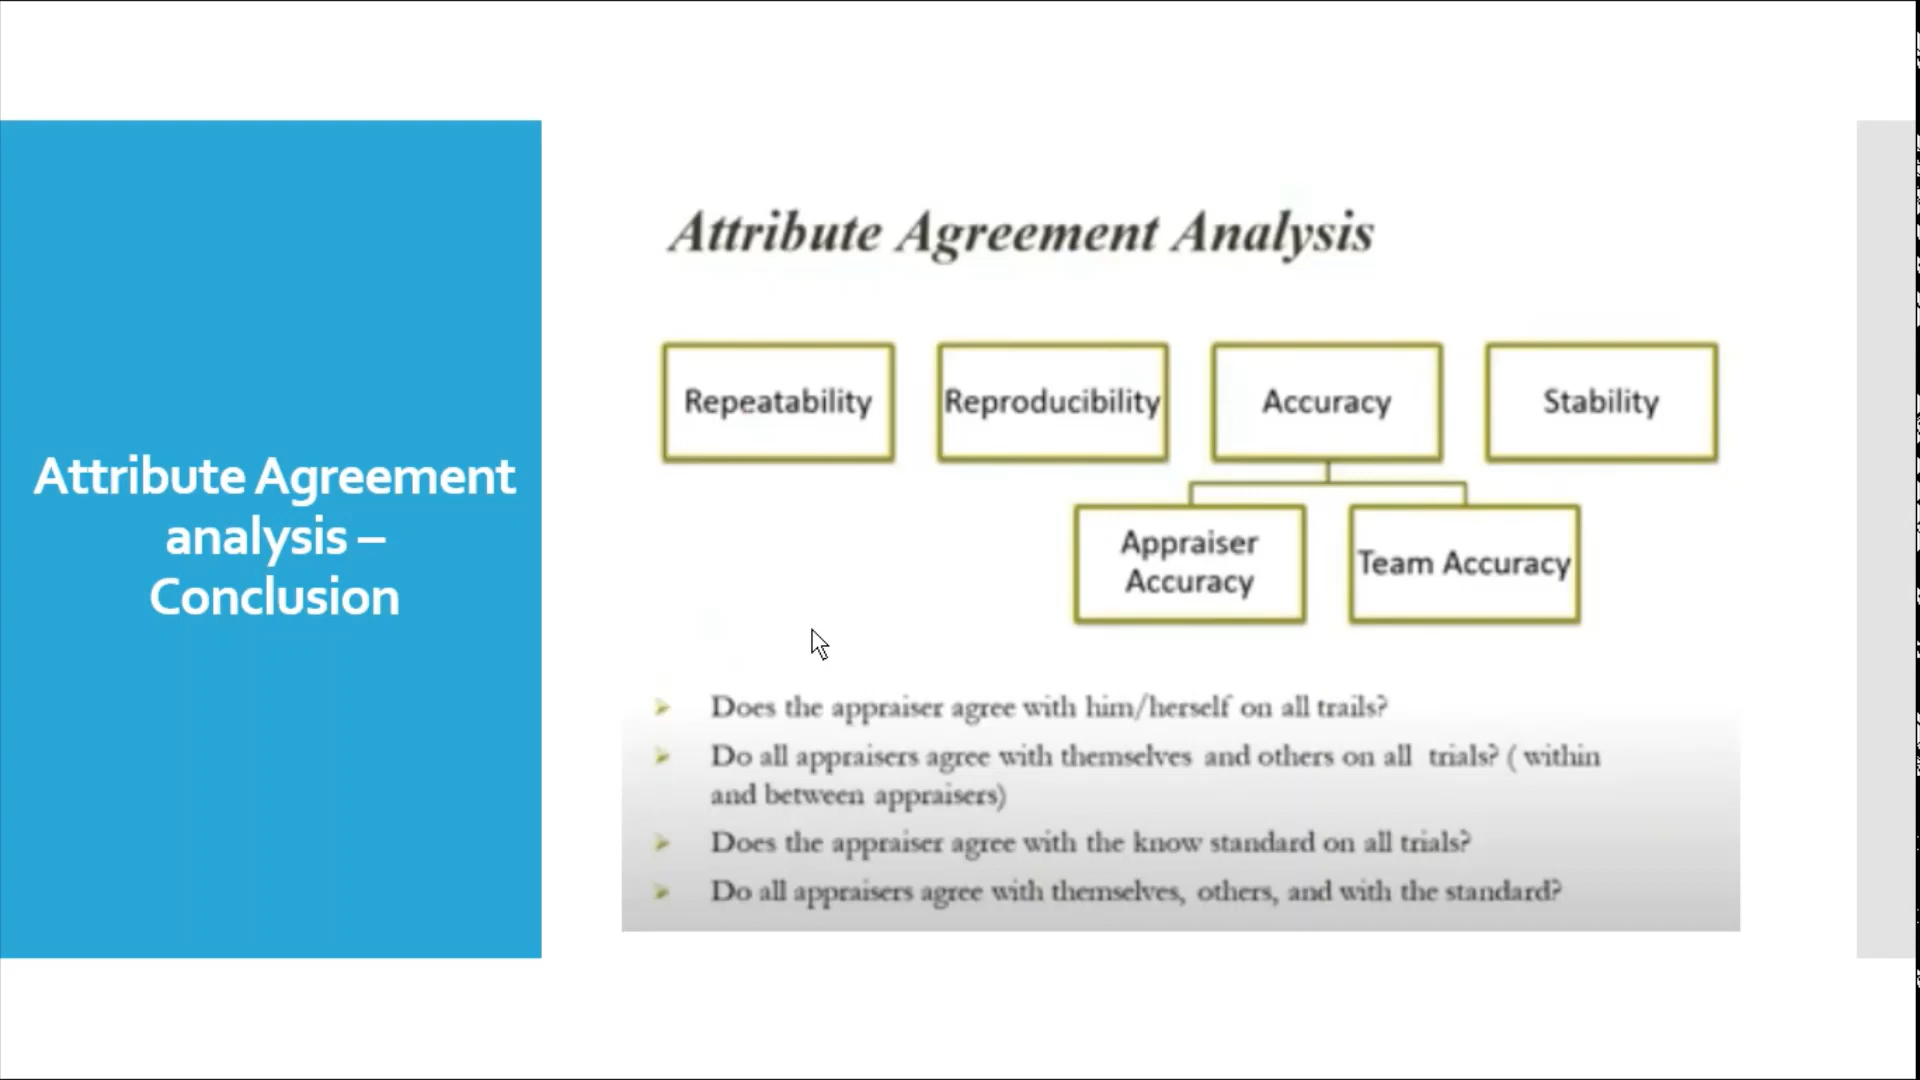 Attribute Agreement
analysis –
Conclusion
Attribute Agreement Analysis
Repeatability
Reproducibility
Accuracy
Stability
Appraiser
Accuracy
Team Accuracy
Does the appraiser agree with him/herself on all trails?
Do all appraisers agree with themselves and others on all trials? ( within
and between appraisers)
Does the appraiser agree with the know standard on all trials?
Do all appraisers agree with themselves, others, and with the standard?